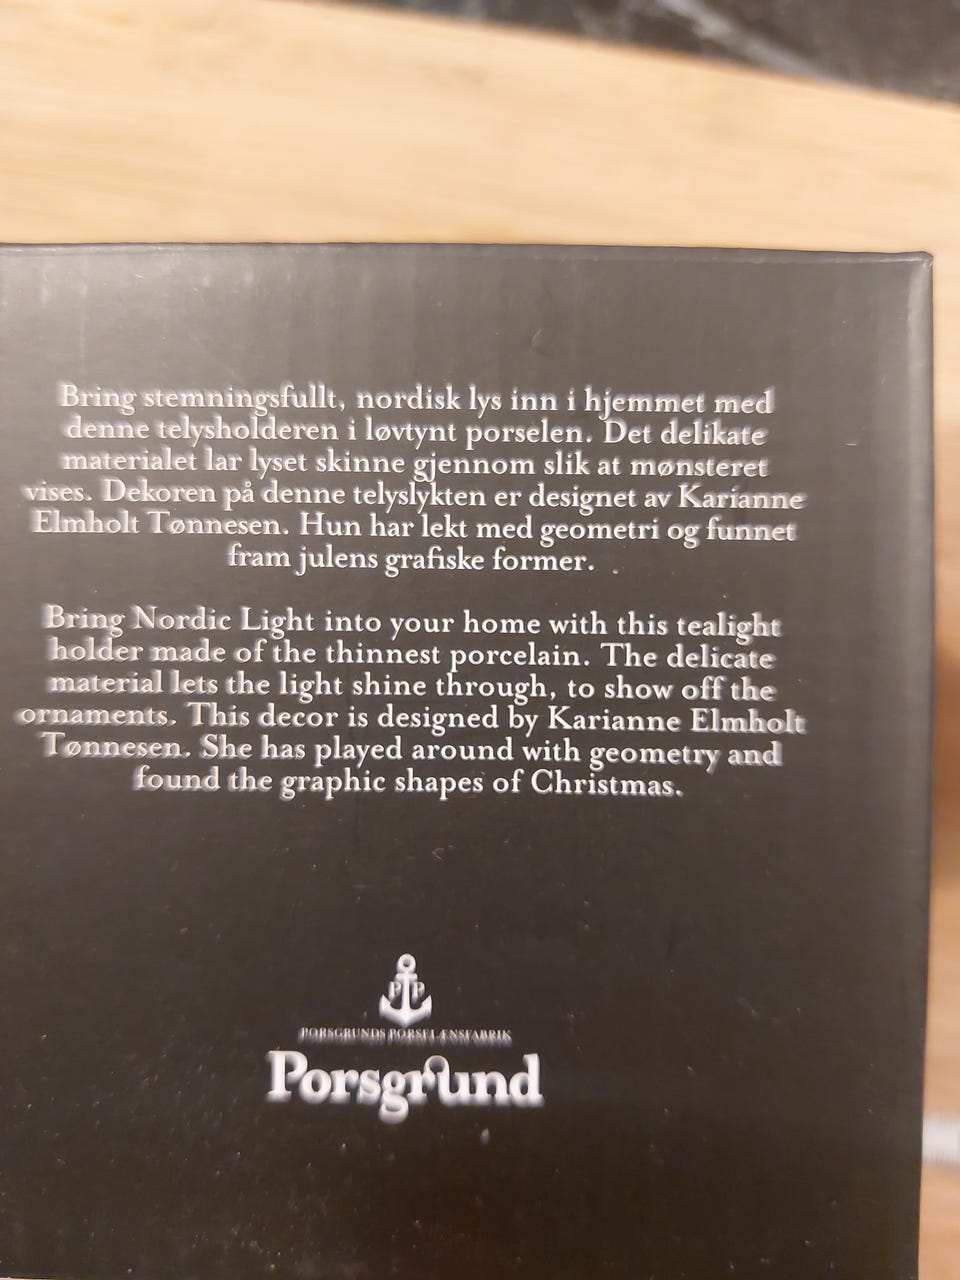 Bring stemningsfullt, nordisk lys inn i hjemmet med
denne telysholderen i løvtynt porselen. Det delikate
materialet lar lyset skinne gjennom slik at mønsteret
vises. Dekoren på denne telyslykten er designet av Karianne
Elmholt Tønnesen. Hun har lekt med geometri og funnet
fram julens grafiske former.
Bring Nordic Light into your home with this tealight
holder made of the thinnest porcelain. The delicate
material lets the light shine through, to show off the
ornaments. This decor is designed by Karianne Elmholt
Tønnesen. She has played around with geometry and
found the graphic shapes of Christmas.
PP
PORSGRUNDS PORSELÆNSFABRIK
Porsgrund